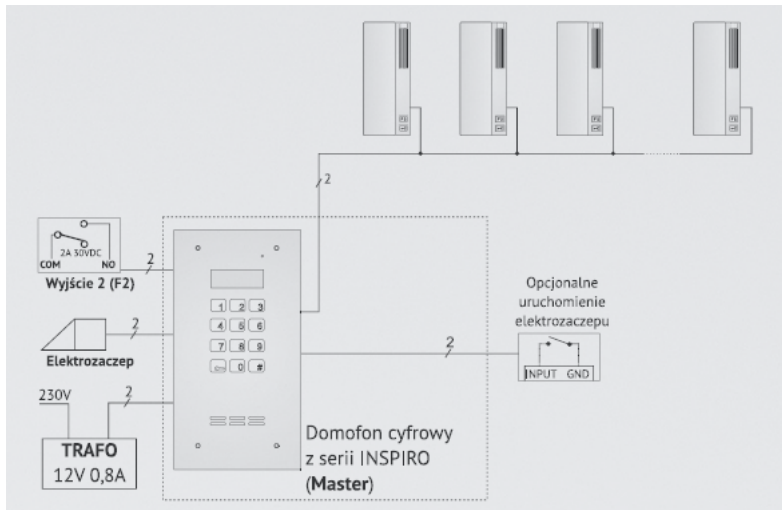 2
2A 30VDC
COM NO
2
Wyjście 2 (F2)
2
Elektrozaczep
230V
2
TRAFO
12V 0,8A
1 2 3
4 5 6
7 8 9
0 #
Domofon cyfrowy
z serii INSPIRO
(Master)
2
Opcjonalne
uruchomienie
elektrozaczepu
INPUT GND